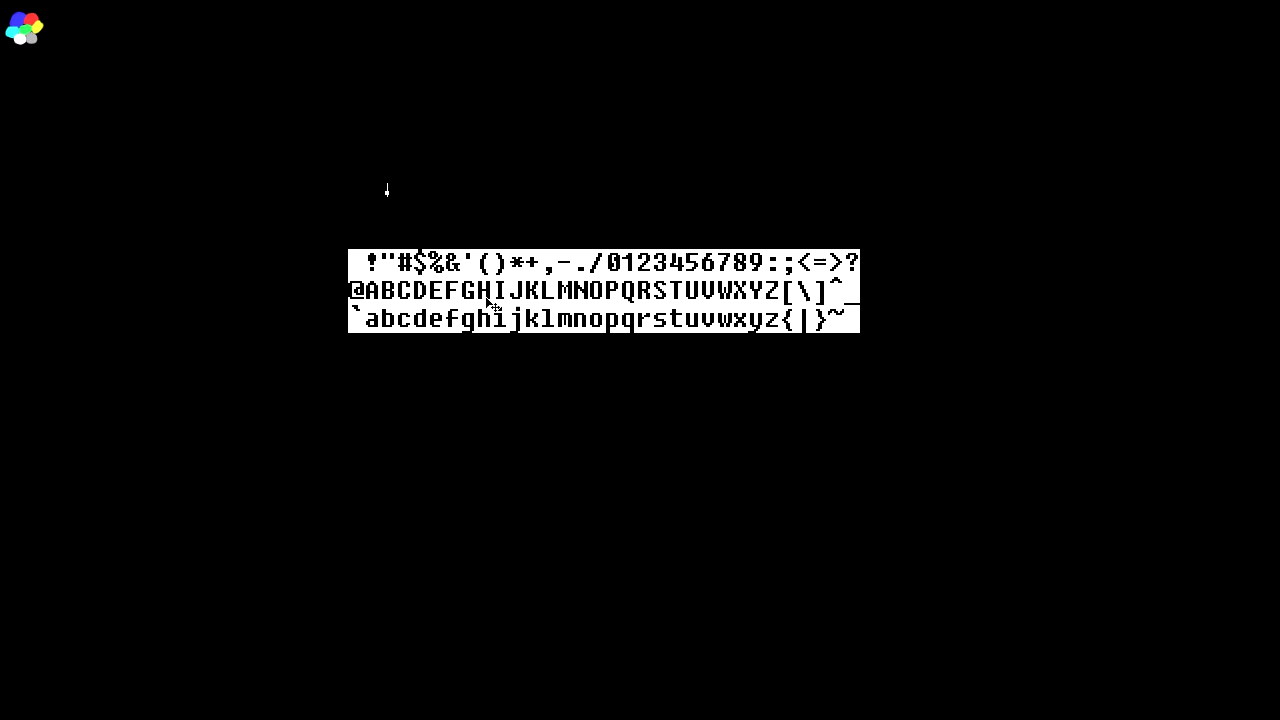 !"#$%&'()*+,-./0123456789:;<=>?
@ABCDEFGHIJKLMNOPQRSTUVWXYZ[\]^_
`abcdefghijklmnopqrstuvwxyz{|}~